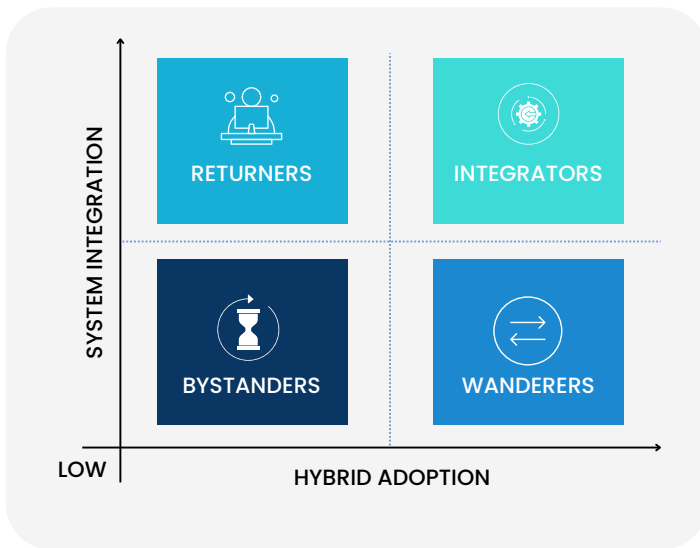 SYSTEM INTEGRATION
RETURNERS
INTEGRATORS
BYSTANDERS
WANDERERS
LOW
HYBRID ADOPTION